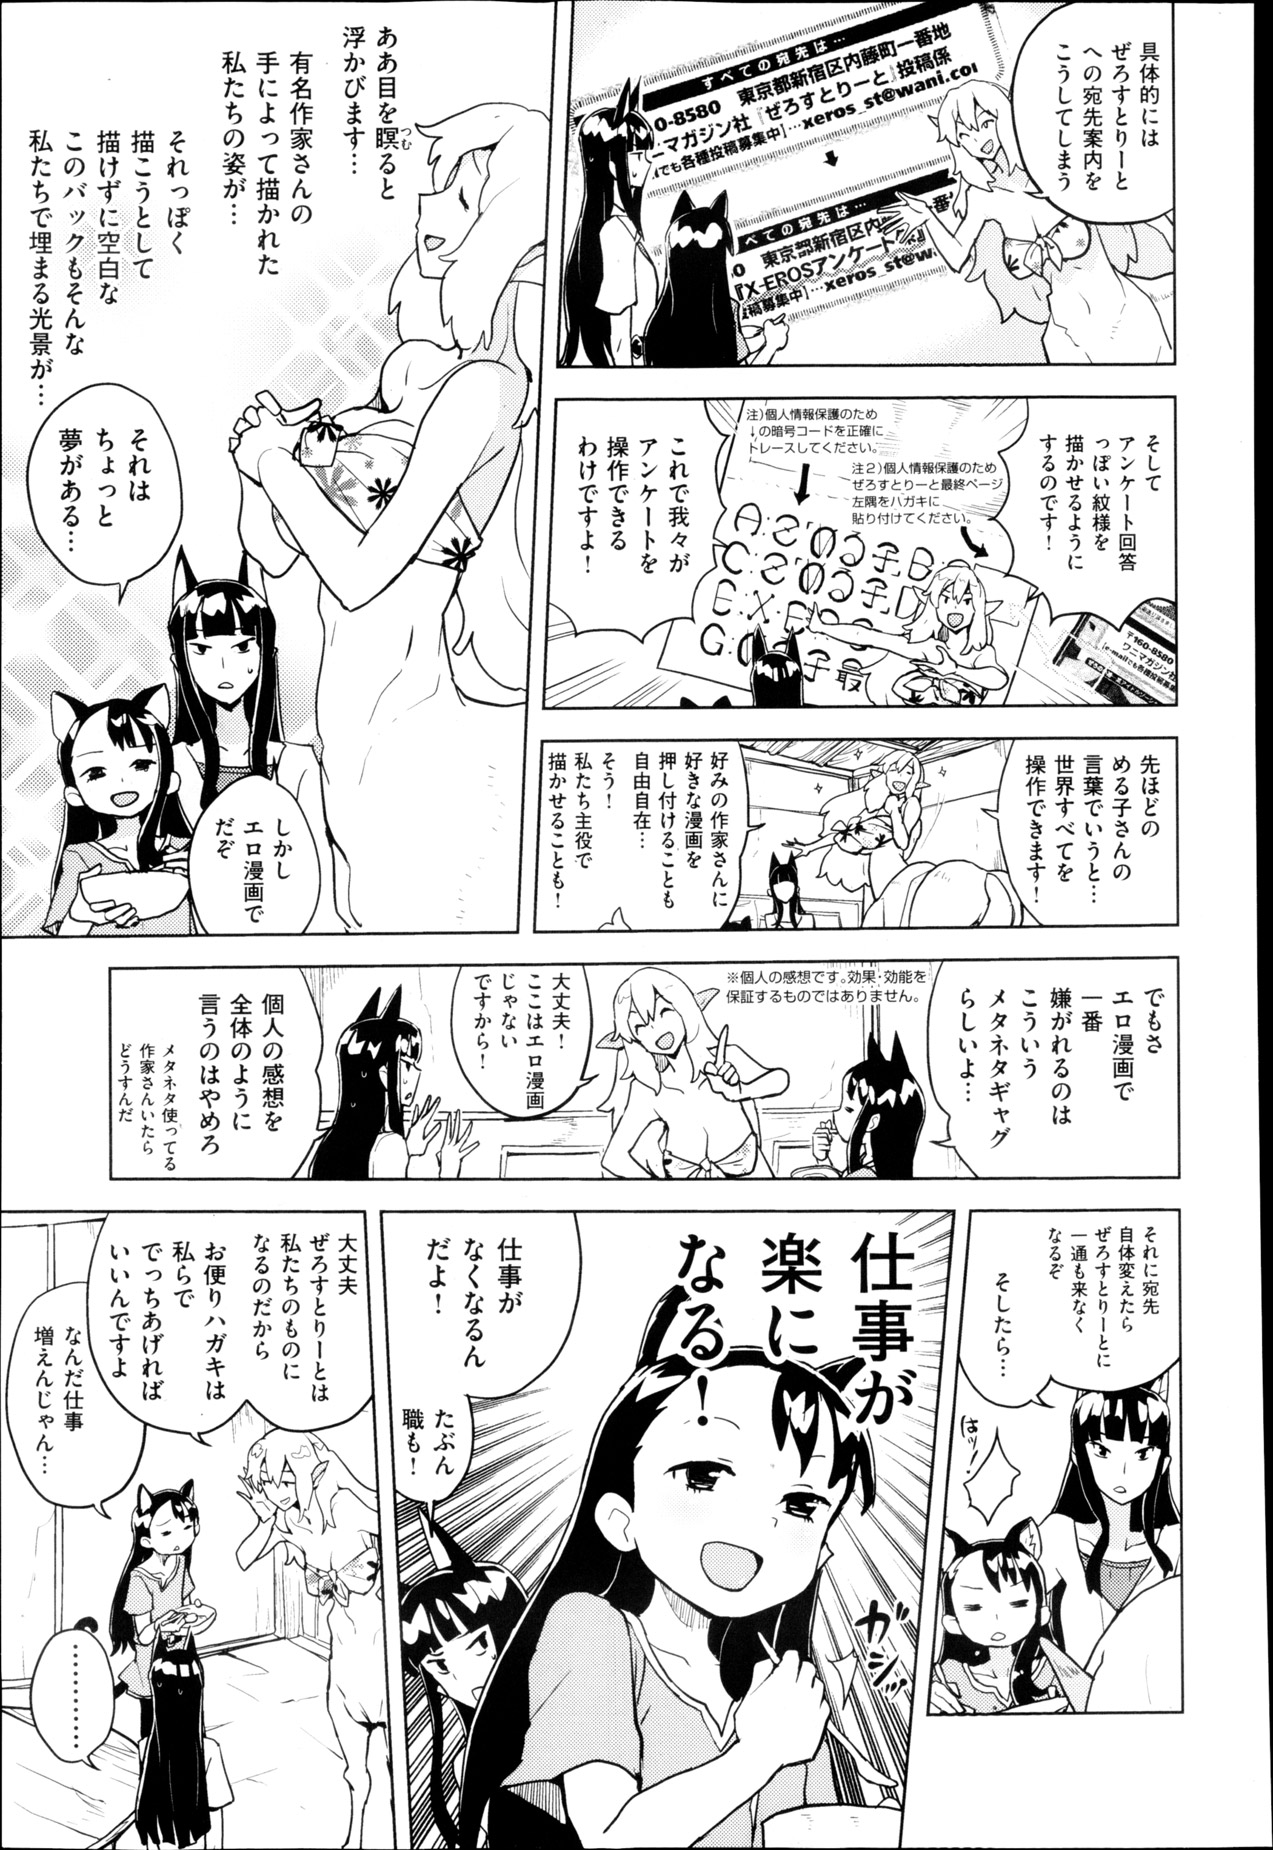 具体的には
ぜろすとりーと
への宛先案内を
こうしてしまう
すべての宛先は…
0-8580　東京都新宿区内藤町一番地
ワニマガジン社『ぜろすとりーと』投稿係
でも各種投稿募集中］…xeros_st@wani.co
べての宛先は…
0　東京都新宿区内
『X-EROSアンケート
稿募集中］…xeros_st@wa
そして
アンケート回答
っぽい紋様を
描かせるように
するのです！
注）個人情報保護のため
↓の暗号コードを正確に
トレースしてください。
注２）個人情報保護のため
ぜろすとりーと最終ページ
左隅をハガキに
貼り付けてください。
〒160-8580
ワニマガジン社
［e-mailでも各種投稿募
これで我々が
アンケートを
操作できる
わけですよ！
先ほどの
める子さんの
言葉でいうと…
世界すべてを
操作できます！
好みの作家さんに
好きな漫画を
押し付けることも
自由自在…
そう！
私たち主役で
描かせることも！
ああ目を瞑ると
つむ
浮かびます…
有名作家さんの
手によって描かれた
私たちの姿が…
それっぽく
描こうとして
描けずに空白な
このバックもそんな
私たちで埋まる光景が…
それは
ちょっと
夢がある…
しかし
エロ漫画で
だぞ
でもさ
エロ漫画で
一番
嫌がれるのは
こういう
メタネタギャグ
らしいよ…
※個人の感想です。効果・効能を
保証するものではありません。
大丈夫！
ここはエロ漫画
じゃない
ですから！
個人の感想を
全体のように
言うのはやめろ
メタネタ使ってる
作家さんいたら
どうすんだ
それに宛先
自体変えたら
ぜろすとりーとに
一通も来なく
なるぞ
そしたら…
はッ！
仕事が
楽に
なる！
ガシッ
仕事が
なくなるん
だよ！
たぶん
職も！
大丈夫
ぜろすとりーとは
私たちのものに
なるのだから
お便りハガキは
私らで
でっちあげれば
いいんですよ
なんだ仕事
増えんじゃん…
…………